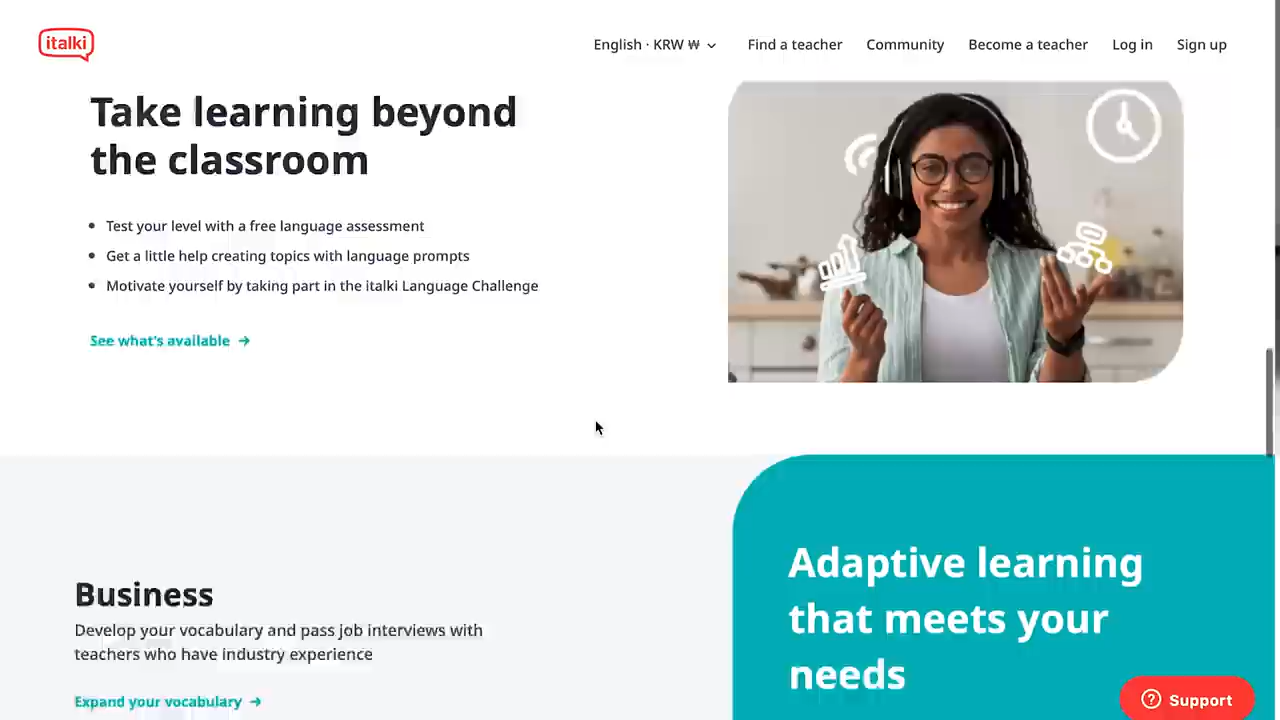 italki
English · KRW ₩
Find a teacher
Community
Become a teacher
Log in
Sign up
Take learning beyond
the classroom
Test your level with a free language assessment
Get a little help creating topics with language prompts
Motivate yourself by taking part in the italki Language Challenge
See what's available →
Business
Develop your vocabulary and pass job interviews with
teachers who have industry experience
Expand your vocabulary →
Adaptive learning
that meets your
needs
Support